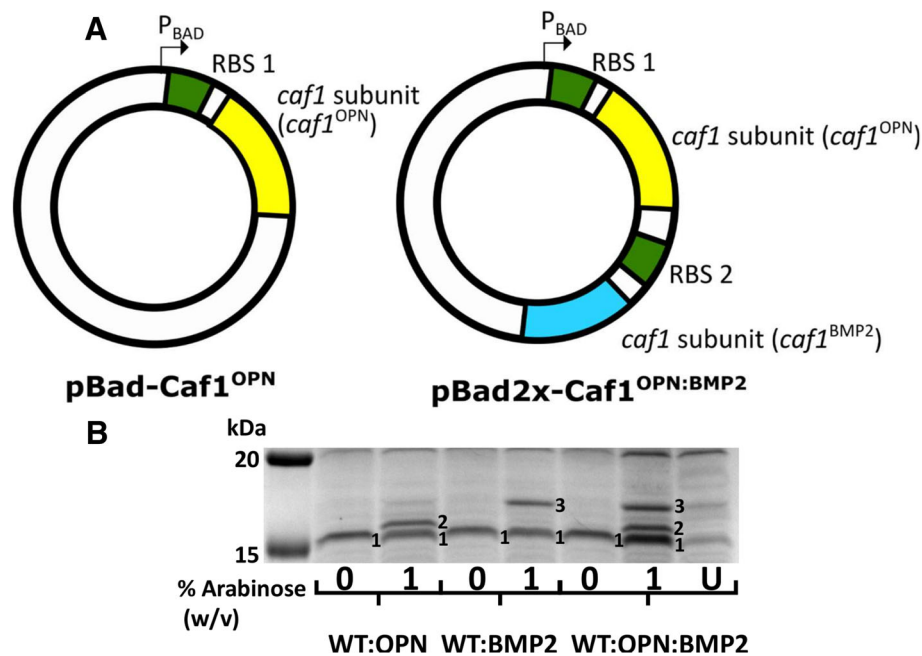 A
P_BAD
RBS 1
caf1 subunit
(caf1^OPN)
pBad-Caf1^OPN
P_BAD
RBS 1
caf1 subunit (caf1^OPN)
RBS 2
caf1 subunit (caf1^BMP2)
pBad2x-Caf1^OPN:BMP2
B
kDa
20
15
1 2 1 1 3 1 1 3 2 1
% Arabinose
(w/v)
0 1 0 1 0 1 U
WT:OPN WT:BMP2 WT:OPN:BMP2